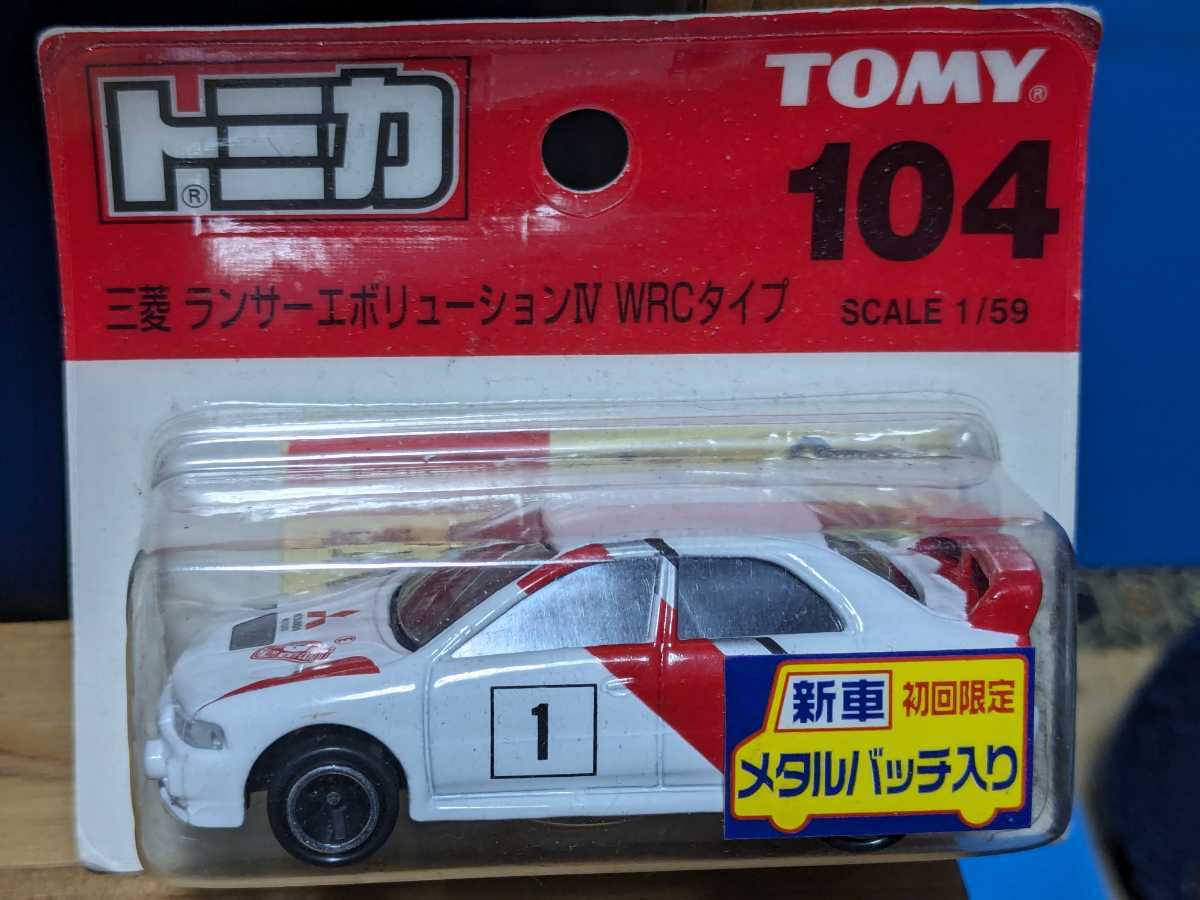 トミカ®
TOMY®
104
三菱 ランサーエボリューションⅣ WRCタイプ
SCALE 1/59
1
新車 初回限定
メタルバッチ入り